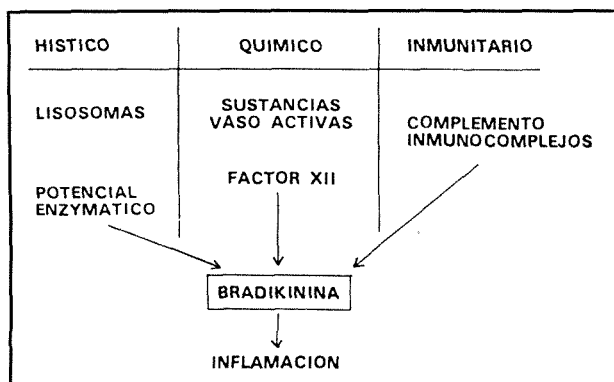 HISTICO
QUIMICO
INMUNITARIO
LISOSOMAS
SUSTANCIAS
VASO ACTIVAS
COMPLEMENTO
INMUNOCOMPLEJOS
POTENCIAL
ENZYMATICO
FACTOR XII
BRADIKININA
INFLAMACION